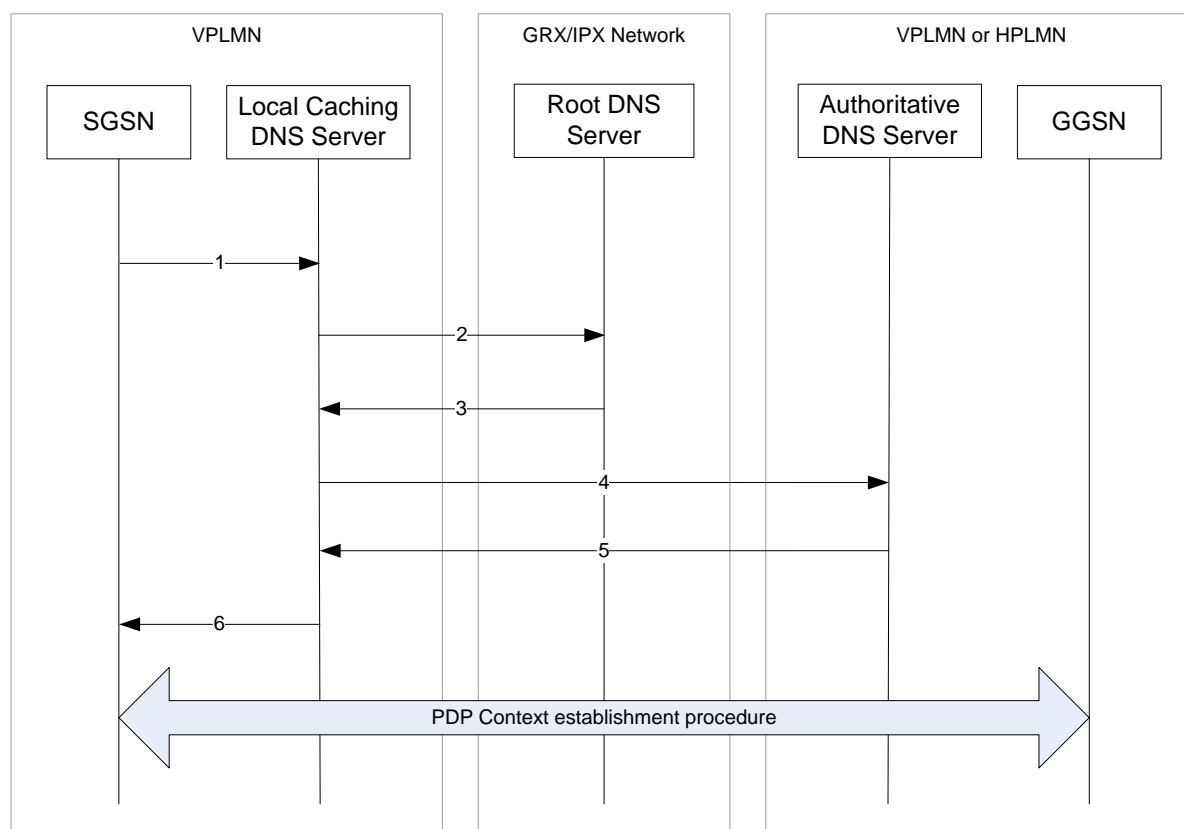 VPLMN
GRX/IPX Network
VPLMN or HPLMN
SGSN
Local Caching
DNS Server
Root DNS
Server
Authoritative
DNS Server
GGSN
1
2
3
4
5
6
PDP Context establishment procedure